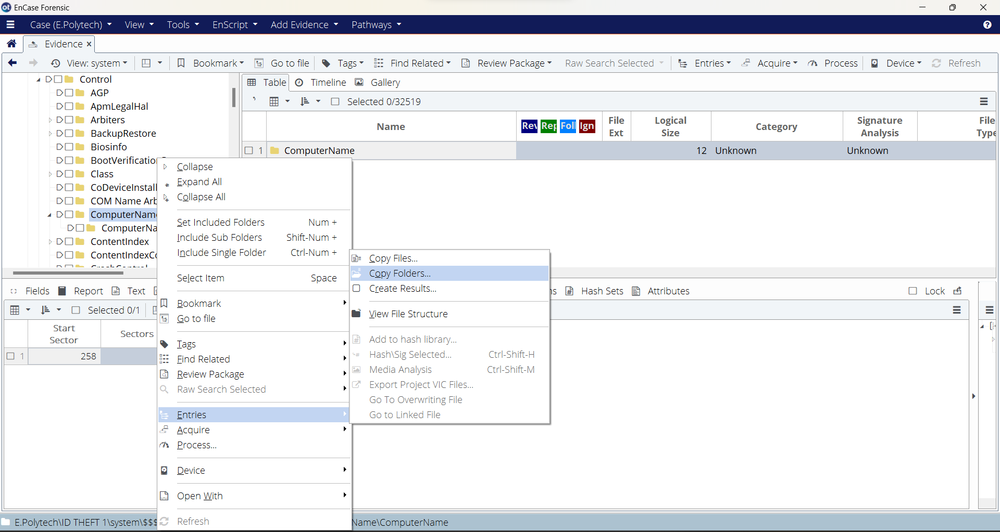 EnCase Forensic
Case (E.Polytech) View Tools EnScript Add Evidence Pathways
Evidence
View: system Bookmark Go to file Tags Find Related Review Package Raw Search Selected Entries Acquire Process Device Refresh
Control
AGP
ApmLegalHal
Arbiters
BackupRestore
Biosinfo
BootVerificatio
Class
CoDeviceInstall
COM Name Arb
ComputerName
ComputerNa
ContentIndex
ContentIndexCo
Table Timeline Gallery
Selected 0/32519
Name Rev Rep Foll Ign File Ext Logical Size Category Signature Analysis File Type
1 ComputerName 12 Unknown Unknown
Collapse
Expand All
Collapse All
Set Included Folders Num +
Include Sub Folders Shift-Num +
Include Single Folder Ctrl-Num +
Select Item Space
Bookmark
Go to file
Tags
Find Related
Review Package
Raw Search Selected
Entries
Acquire
Process...
Device
Open With
Refresh
Copy Files...
Copy Folders...
Create Results...
View File Structure
Add to hash library...
Hash\Sig Selected... Ctrl-Shift-H
Media Analysis Ctrl-Shift-M
Export Project VIC Files...
Go To Overwriting File
Go to Linked File
Fields Report Text Hash Sets Attributes Lock
Selected 0/1
Start Sector Sectors
1 258
E.Polytech\ID THEFT 1\system\$$$ Name\ComputerName